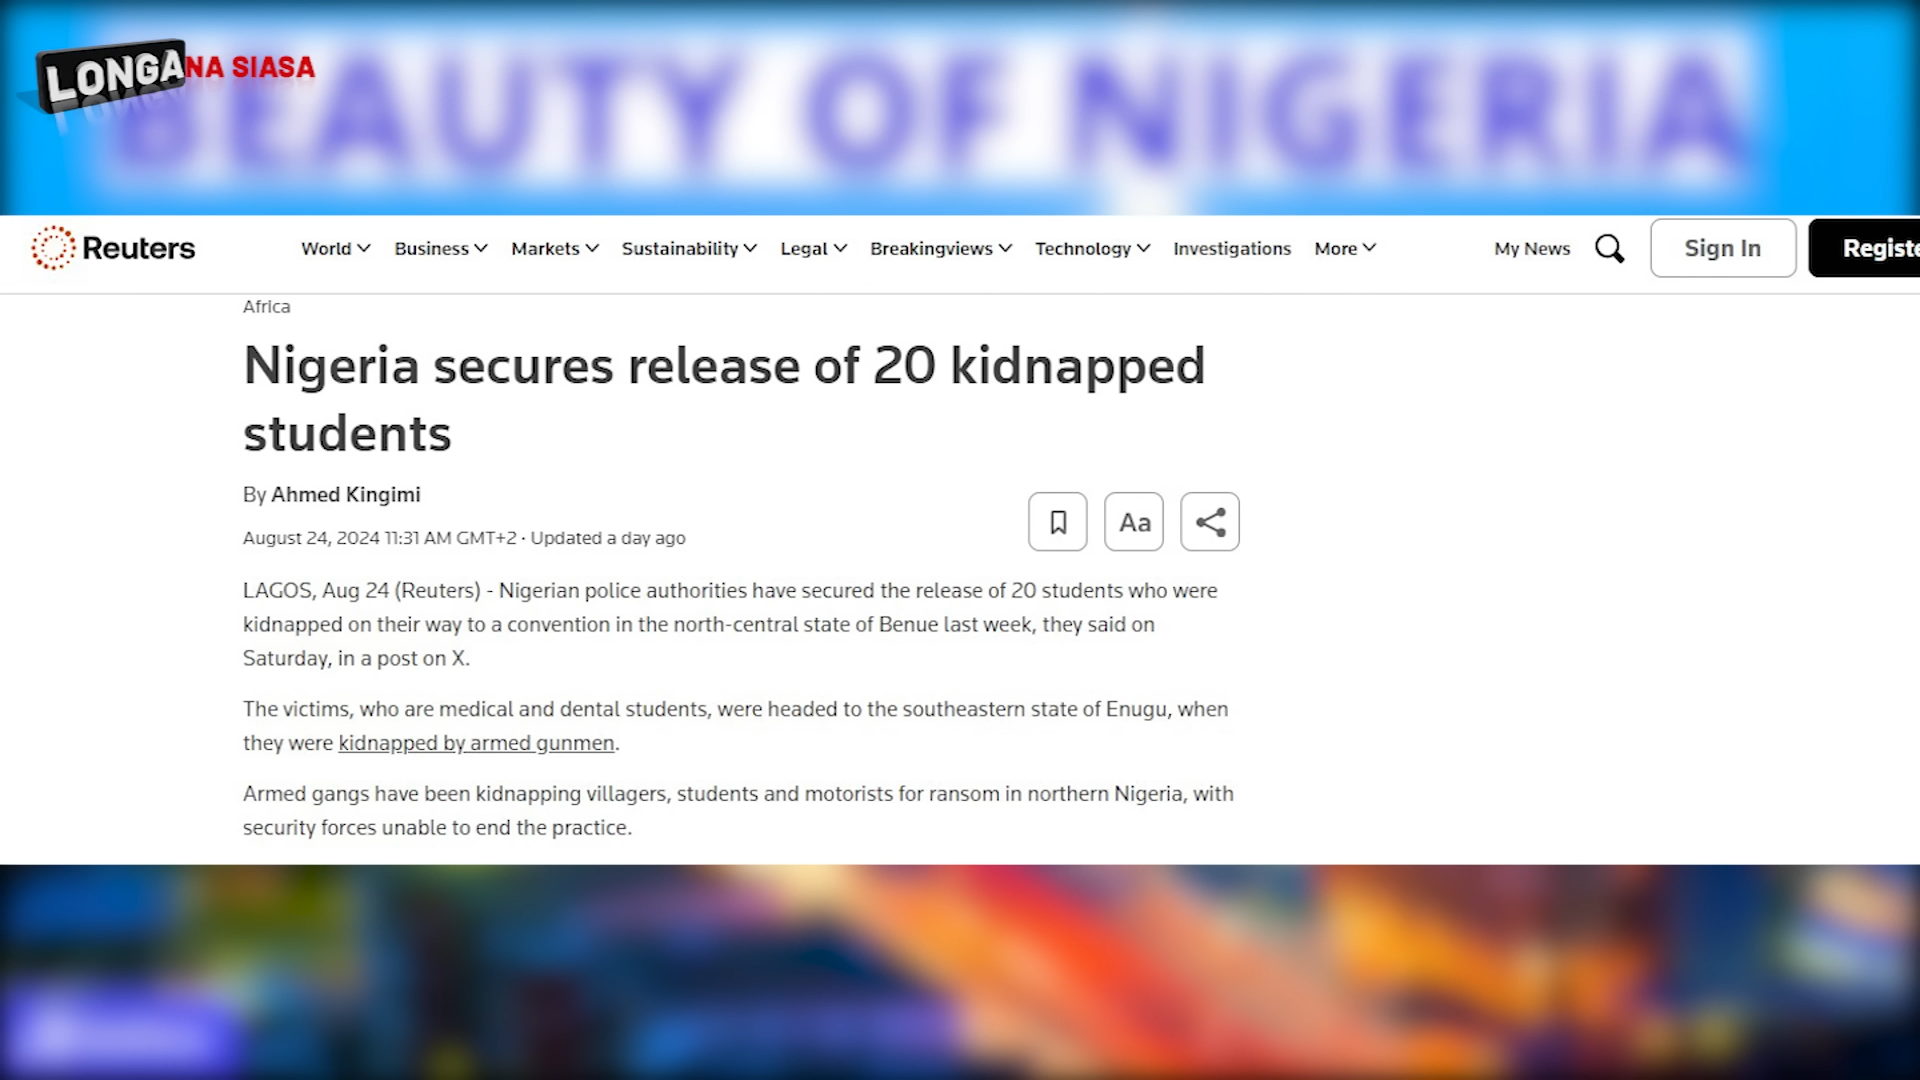 BEAUTY OF NIGERIA
LONGA NA SIASA
Reuters
World Business Markets Sustainability Legal Breakingviews Technology Investigations More My News Sign In Registe
Africa
Nigeria secures release of 20 kidnapped
students
By Ahmed Kingimi
August 24, 2024 11:31 AM GMT+2 · Updated a day ago
Aa
LAGOS, Aug 24 (Reuters) - Nigerian police authorities have secured the release of 20 students who were
kidnapped on their way to a convention in the north-central state of Benue last week, they said on
Saturday, in a post on X.
The victims, who are medical and dental students, were headed to the southeastern state of Enugu, when
they were kidnapped by armed gunmen.
Armed gangs have been kidnapping villagers, students and motorists for ransom in northern Nigeria, with
security forces unable to end the practice.